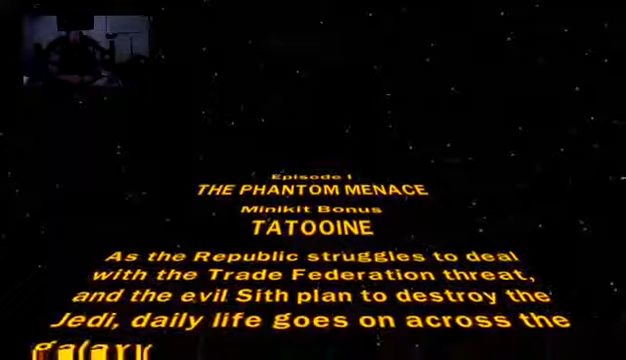 Episode I
THE PHANTOM MENACE
Minikit Bonus
TATOOINE
As the Republic struggles to deal
with the Trade Federation threat,
and the evil Sith plan to destroy the
Jedi, daily life goes on across the
galaxy